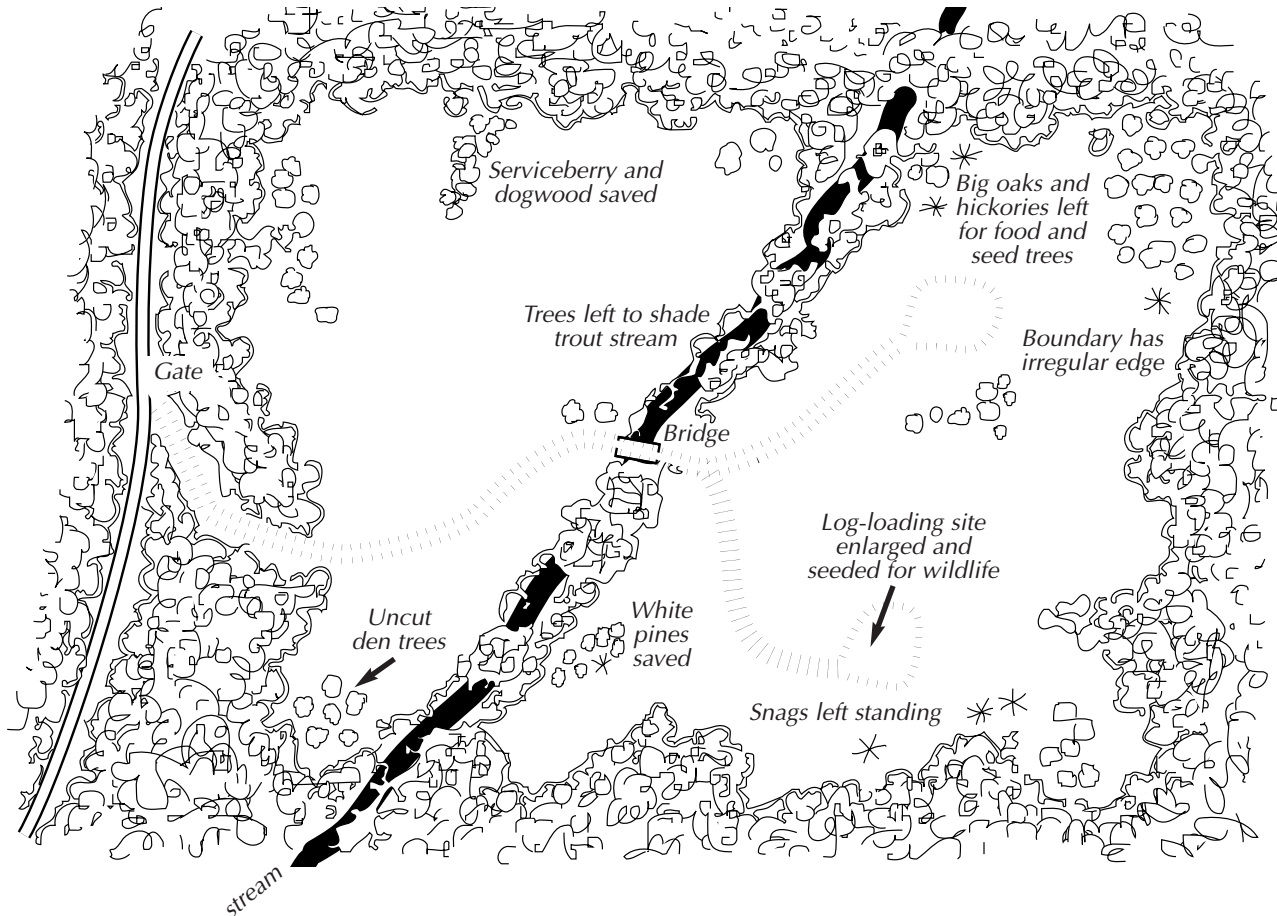 Serviceberry and
dogwood saved
Big oaks and
hickories left
for food and
seed trees
Trees left to shade
trout stream
Boundary has
irregular edge
Gate
Bridge
Log-loading site
enlarged and
seeded for wildlife
Uncut
den trees
White
pines
saved
Snags left standing
stream